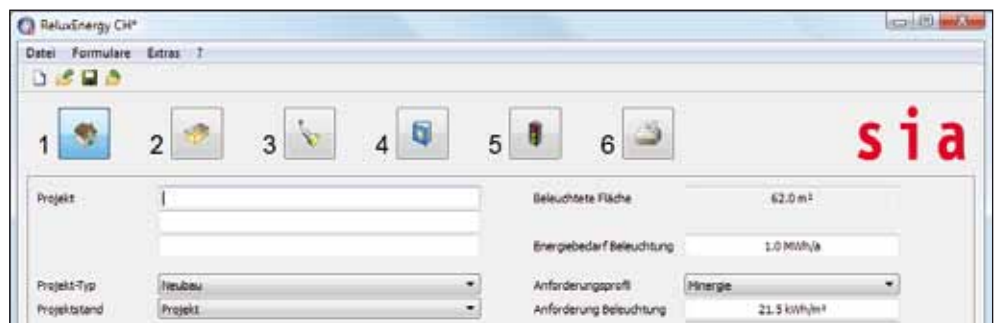 ReluxEnergy CH*
Datei Formulare Extras ?
1 2 3 4 5 6 sia
Projekt Beleuchtete Fläche 62.0 m²
Energiebedarf Beleuchtung 1.0 MWh/a
Projekt-Typ Neubau Anforderungsprofil Minergie
Projektstand Projekt Anforderung Beleuchtung 21.5 kWh/m²